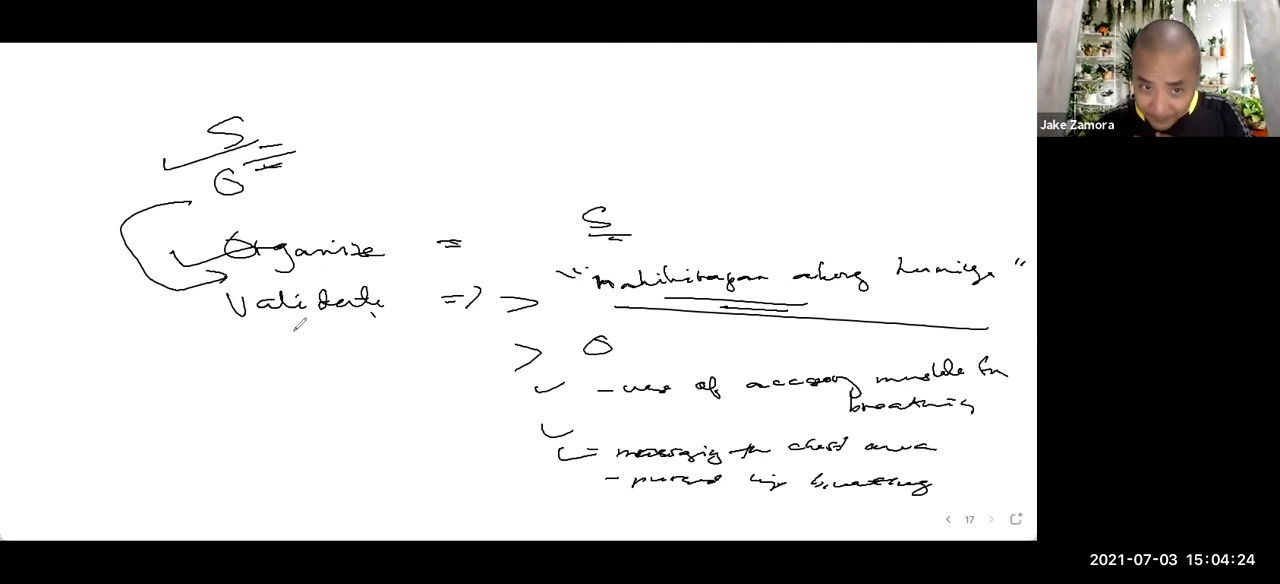 Jake Zamora
S
O
Organize =
Validate =>
S
"nahihirapan akong huminga"
O
- use of accessory muscle for
breathing
- massaging the chest area
- pursed lip breathing
17
2021-07-03 15:04:24